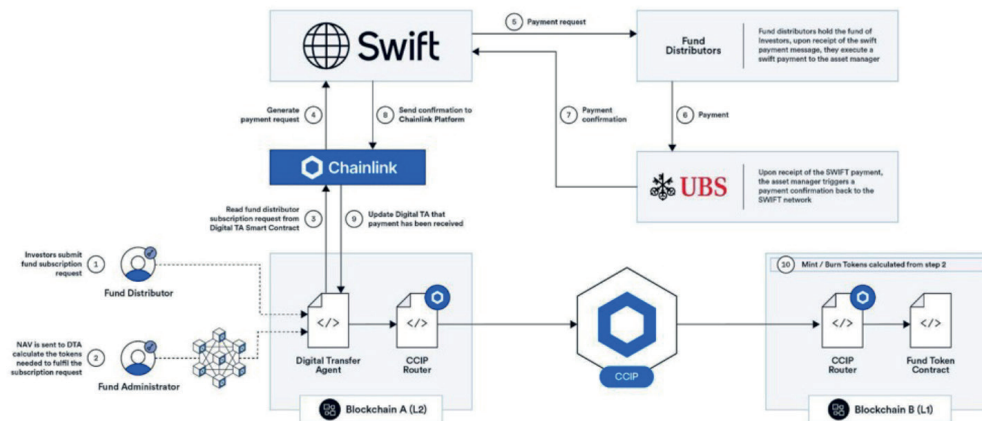 Swift
5 Payment request
Fund
Distributors
Fund distributors hold the fund of
Investors, upon receipt of the swift
payment message, they execute a
swift payment to the asset manager
Generate
payment request
4
8
Send confirmation to
Chainlink Platform
7
Payment
confirmation
6 Payment
Chainlink
UBS
Upon receipt of the SWIFT payment,
the asset manager triggers a
payment confirmation back to the
SWIFT network
Read fund distributor
subscription request from
Digital TA Smart Contract
3
9
Update Digital TA that
payment has been received
Investors submit
fund subscription
request
1
Fund Distributor
NAV is sent to DTA
calculate the tokens
needed to fulfil the
subscription request
2
Fund Administrator
</>
Digital Transfer
Agent
</>
CCIP
Router
Blockchain A (L2)
CCIP
10 Mint / Burn Tokens calculated from step 2
</>
CCIP
Router
</>
Fund Token
Contract
Blockchain B (L1)